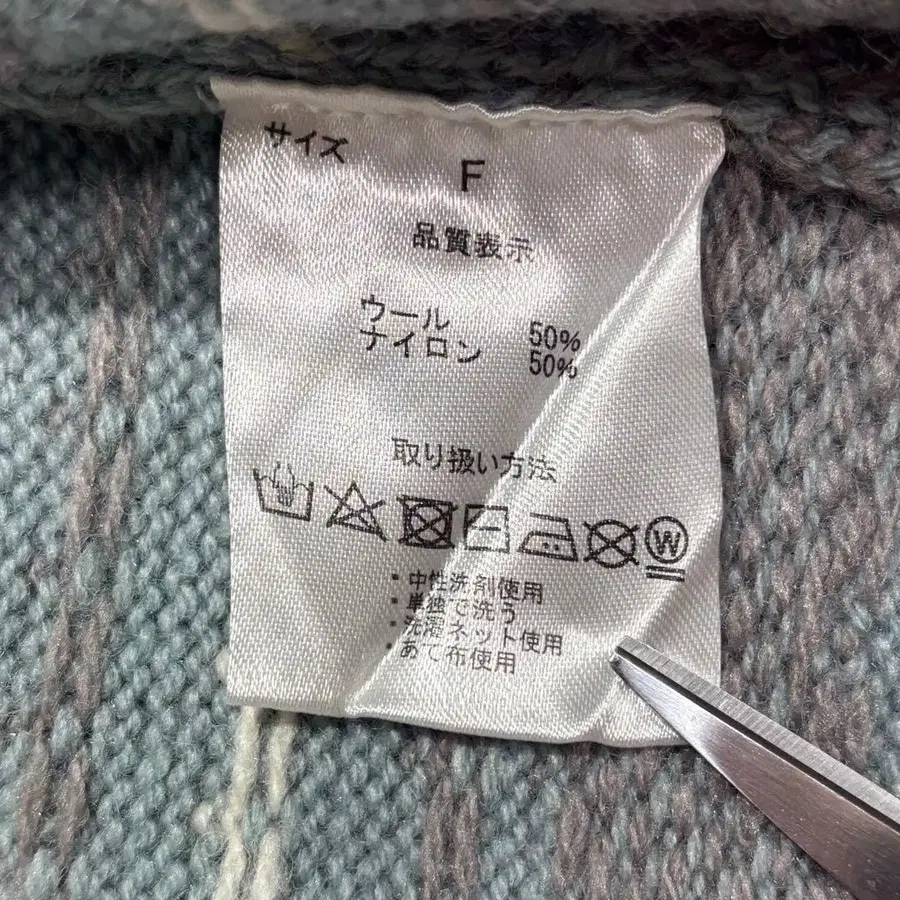 サイズ
F
品質表示
ウール 50%
ナイロン 50%
取り扱い方法
W
・中性洗剤使用
・単独で洗う
・洗濯ネット使用
・あて布使用